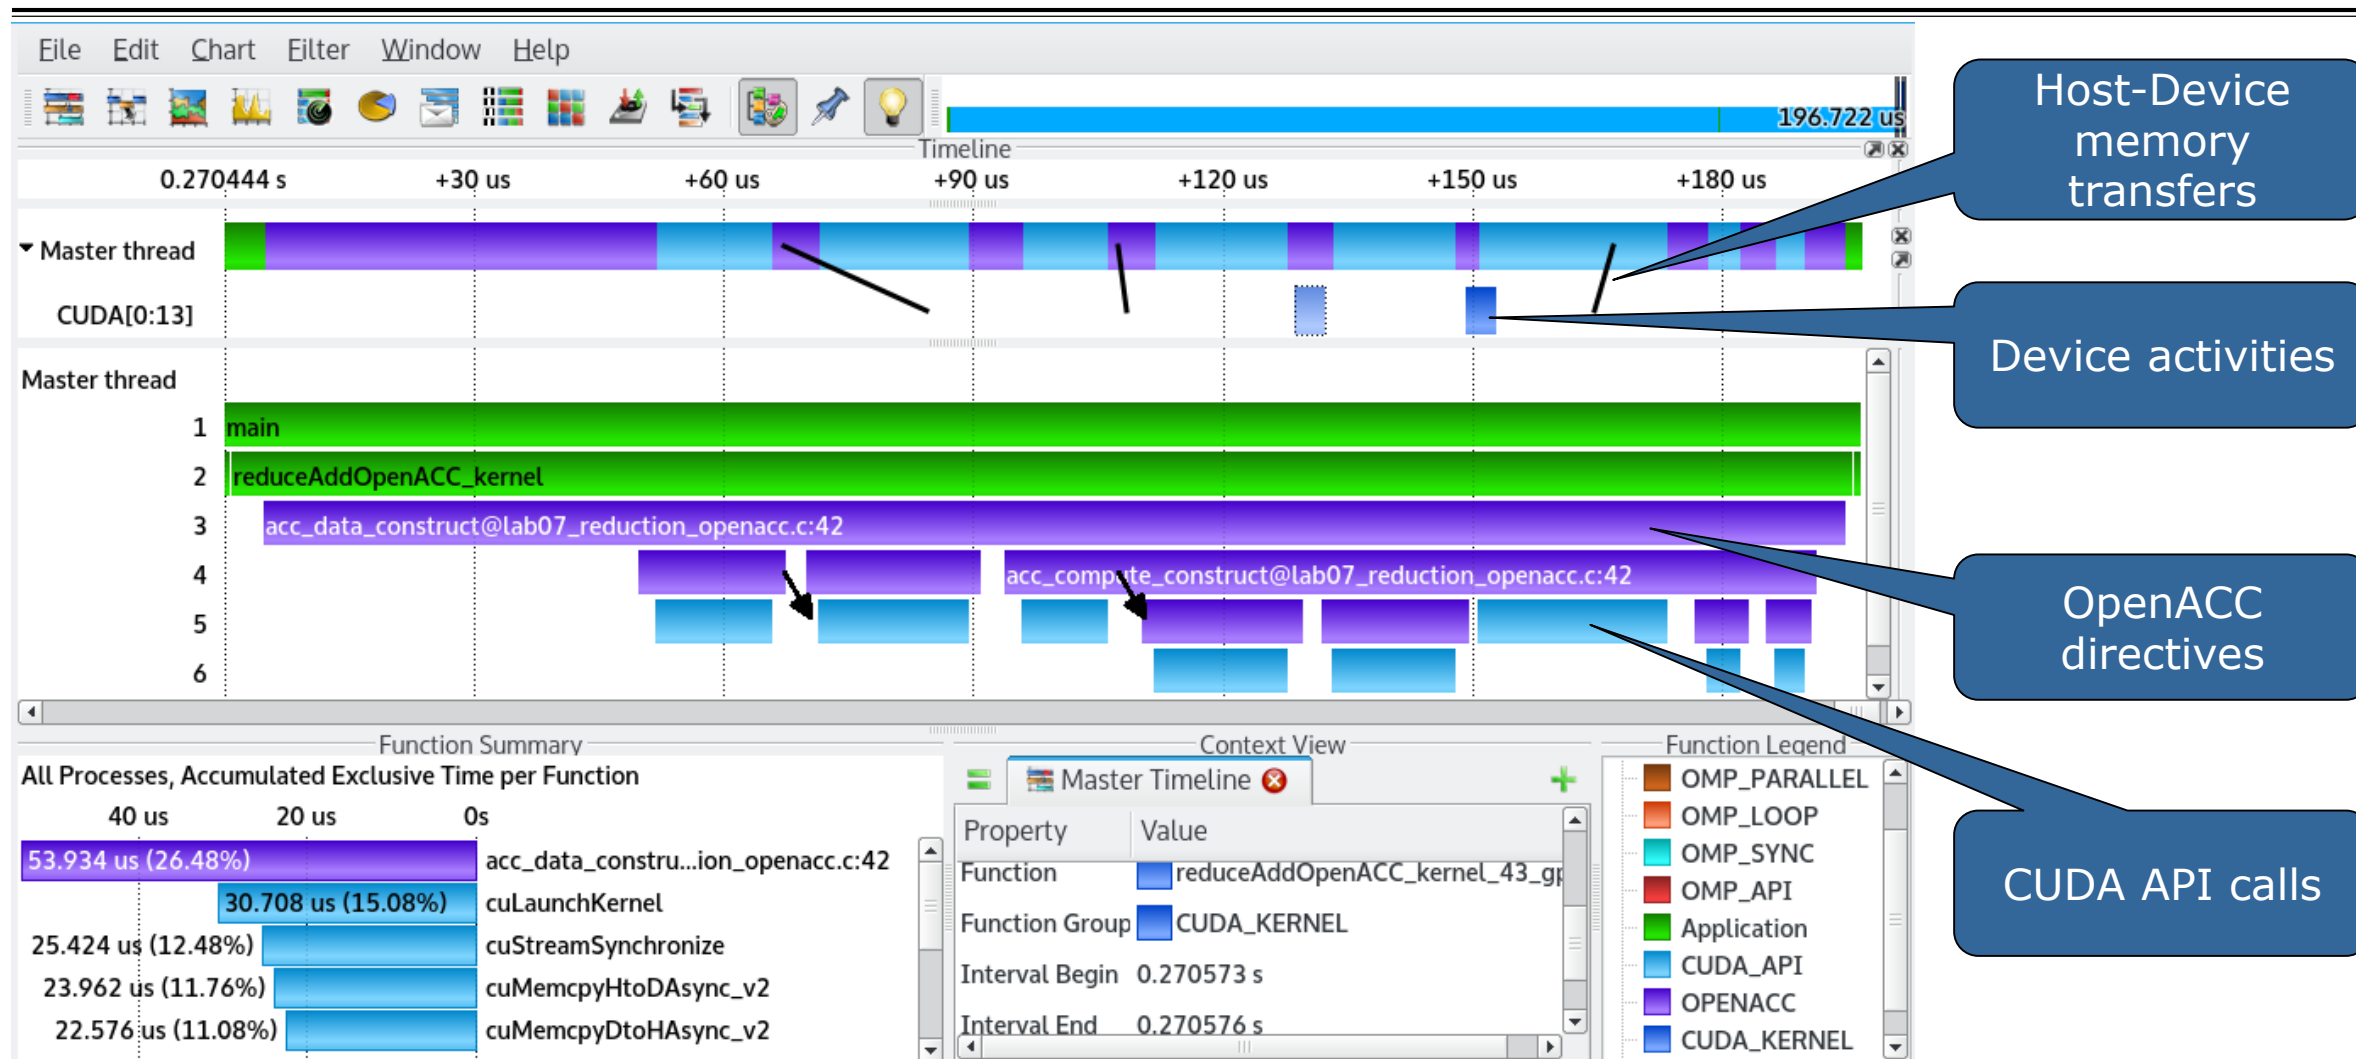 File Edit Chart Filter Window Help
196.722 us
Timeline
0.270444 s +30 us +60 us +90 us +120 us +150 us +180 us
Master thread
CUDA[0:13]
Master thread
1 main
2 reduceAddOpenACC_kernel
3 acc_data_construct@lab07_reduction_openacc.c:42
4 acc_compute_construct@lab07_reduction_openacc.c:42
5
6
Host-Device
memory
transfers
Device activities
OpenACC
directives
CUDA API calls
Function Summary
All Processes, Accumulated Exclusive Time per Function
40 us 20 us 0s
53.934 us (26.48%) acc_data_constru...ion_openacc.c:42
30.708 us (15.08%) cuLaunchKernel
25.424 us (12.48%) cuStreamSynchronize
23.962 us (11.76%) cuMemcpyHtoDAsync_v2
22.576 us (11.08%) cuMemcpyDtoHAsync_v2
Context View
Master Timeline
Property Value
Function reduceAddOpenACC_kernel_43_gp
Function Group CUDA_KERNEL
Interval Begin 0.270573 s
Interval End 0.270576 s
Function Legend
OMP_PARALLEL
OMP_LOOP
OMP_SYNC
OMP_API
Application
CUDA_API
OPENACC
CUDA_KERNEL